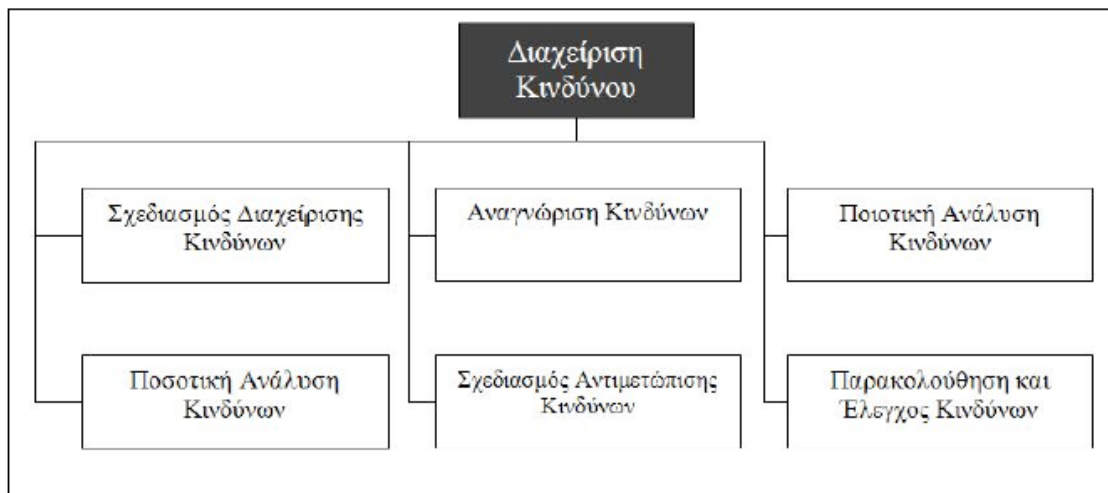 Διαχείριση
Κινδύνου
Σχεδιασμός Διαχείρισης
Κινδύνων
Αναγνώριση Κινδύνων
Ποιοτική Ανάλυση
Κινδύνων
Ποσοτική Ανάλυση
Κινδύνων
Σχεδιασμός Αντιμετώπισης
Κινδύνων
Παρακολούθηση και
Έλεγχος Κινδύνων